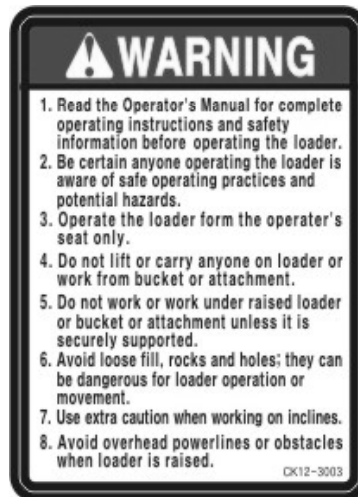 WARNING
1. Read the Operator's Manual for complete
operating instructions and safety
information before operating the loader.
2. Be certain anyone operating the loader is
aware of safe operating practices and
potential hazards.
3. Operate the loader form the operater's
seat only.
4. Do not lift or carry anyone on loader or
work from bucket or attachment.
5. Do not work or work under raised loader
or bucket or attachment unless it is
securely supported.
6. Avoid loose fill, rocks and holes; they can
be dangerous for loader operation or
movement.
7. Use extra caution when working on inclines.
8. Avoid overhead powerlines or obstacles
when loader is raised.
CK12-3003